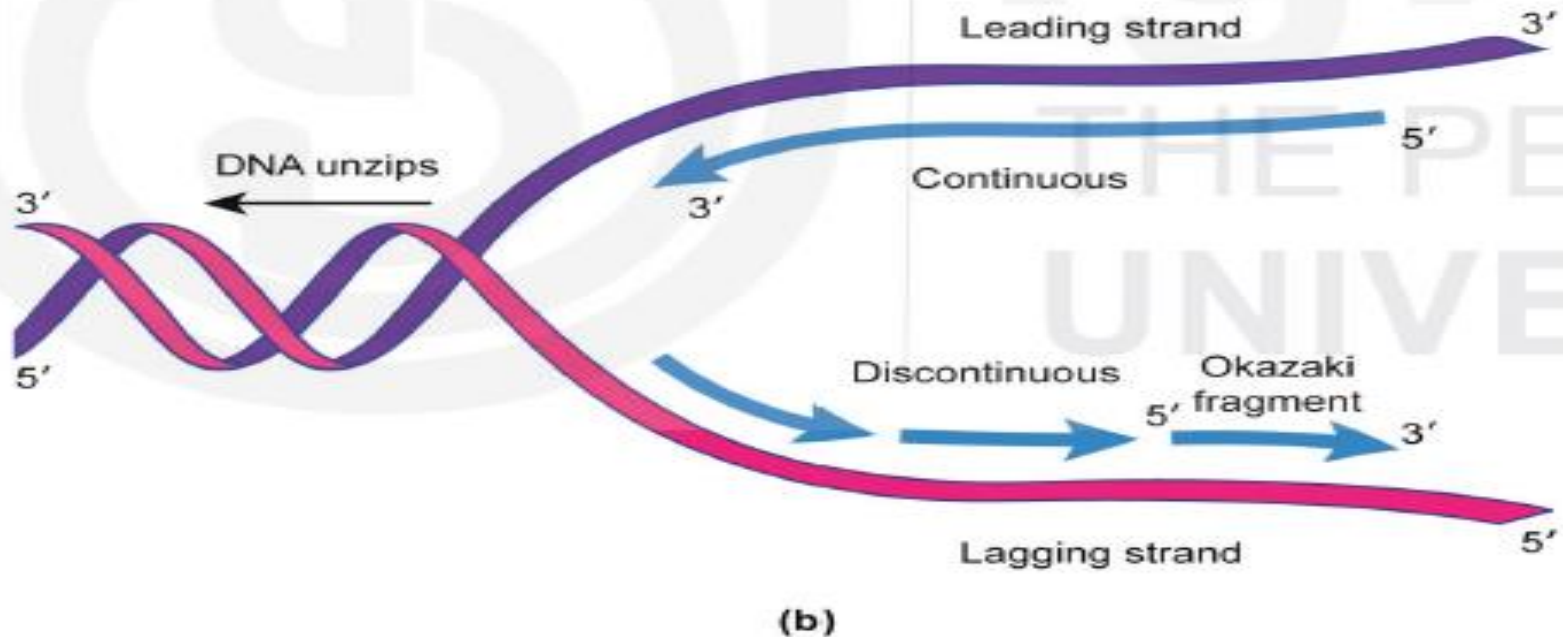 Leading strand
3′
THE PE
5′
DNA unzips
Continuous
3′
3′
UNIVE
5′
Discontinuous
Okazaki
fragment
5′
3′
Lagging strand
5′
(b)